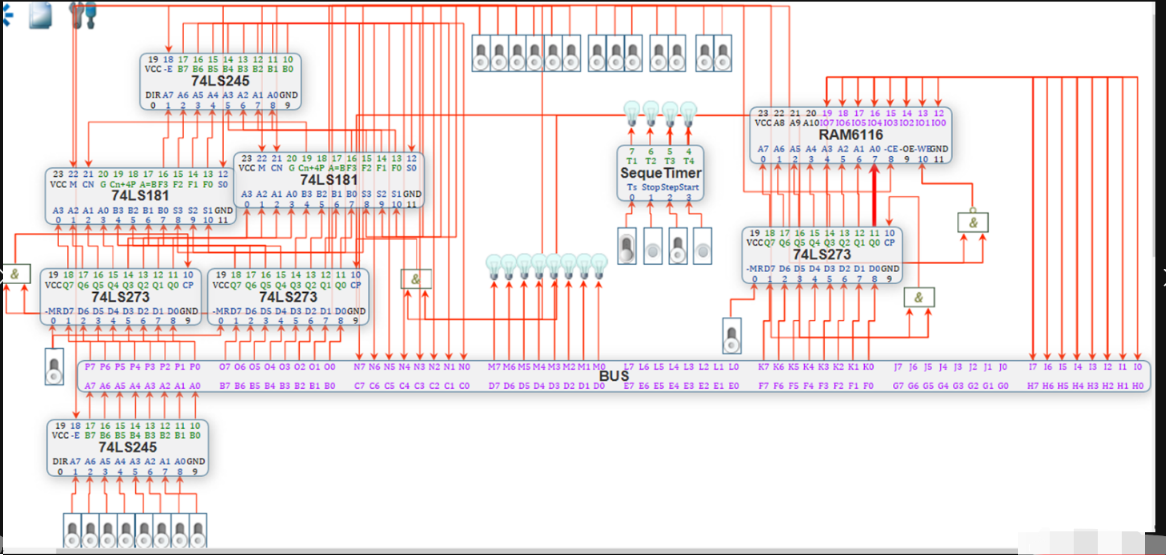 19 18 17 16 15 14 13 12 11 10
VCC -E B7 B6 B5 B4 B3 B2 B1 B0
74LS245
DIR A7 A6 A5 A4 A3 A2 A1 A0 GND
0 1 2 3 4 5 6 7 8 9
23 22 21 20 19 18 17 16 15 14 13 12
VCC M CN G Cn+4 P A=B F3 F2 F1 F0 S0
74LS181
A3 A2 A1 A0 B3 B2 B1 B0 S3 S2 S1 GND
0 1 2 3 4 5 6 7 8 9 10 11
23 22 21 20 19 18 17 16 15 14 13 12
VCC M CN G Cn+4 P A=B F3 F2 F1 F0 S0
74LS181
A3 A2 A1 A0 B3 B2 B1 B0 S3 S2 S1 GND
0 1 2 3 4 5 6 7 8 9 10 11
7 6 5 4
T1 T2 T3 T4
SequeTimer
Ts Stop Step Start
0 1 2 3
23 22 21 20 19 18 17 16 15 14 13 12
VCC A8 A9 A10 IO7 IO6 IO5 IO4 IO3 IO2 IO1 IO0
RAM6116
A7 A6 A5 A4 A3 A2 A1 A0 -CE -OE -WE GND
0 1 2 3 4 5 6 7 8 9 10 11
&
19 18 17 16 15 14 13 12 11 10
VCC Q7 Q6 Q5 Q4 Q3 Q2 Q1 Q0 CP
74LS273
-MR D7 D6 D5 D4 D3 D2 D1 D0 GND
0 1 2 3 4 5 6 7 8 9
&
&
19 18 17 16 15 14 13 12 11 10
VCC Q7 Q6 Q5 Q4 Q3 Q2 Q1 Q0 CP
74LS273
-MR D7 D6 D5 D4 D3 D2 D1 D0 GND
0 1 2 3 4 5 6 7 8 9
19 18 17 16 15 14 13 12 11 10
VCC Q7 Q6 Q5 Q4 Q3 Q2 Q1 Q0 CP
74LS273
-MR D7 D6 D5 D4 D3 D2 D1 D0 GND
0 1 2 3 4 5 6 7 8 9
&
P7 P6 P5 P4 P3 P2 P1 P0 O7 O6 O5 O4 O3 O2 O1 O0 N7 N6 N5 N4 N3 N2 N1 N0 M7 M6 M5 M4 M3 M2 M1 M0 L7 L6 L5 L4 L3 L2 L1 L0 K7 K6 K5 K4 K3 K2 K1 K0 J7 J6 J5 J4 J3 J2 J1 J0 I7 I6 I5 I4 I3 I2 I1 I0
BUS
A7 A6 A5 A4 A3 A2 A1 A0 B7 B6 B5 B4 B3 B2 B1 B0 C7 C6 C5 C4 C3 C2 C1 C0 D7 D6 D5 D4 D3 D2 D1 D0 E7 E6 E5 E4 E3 E2 E1 E0 F7 F6 F5 F4 F3 F2 F1 F0 G7 G6 G5 G4 G3 G2 G1 G0 H7 H6 H5 H4 H3 H2 H1 H0
19 18 17 16 15 14 13 12 11 10
VCC -E B7 B6 B5 B4 B3 B2 B1 B0
74LS245
DIR A7 A6 A5 A4 A3 A2 A1 A0 GND
0 1 2 3 4 5 6 7 8 9